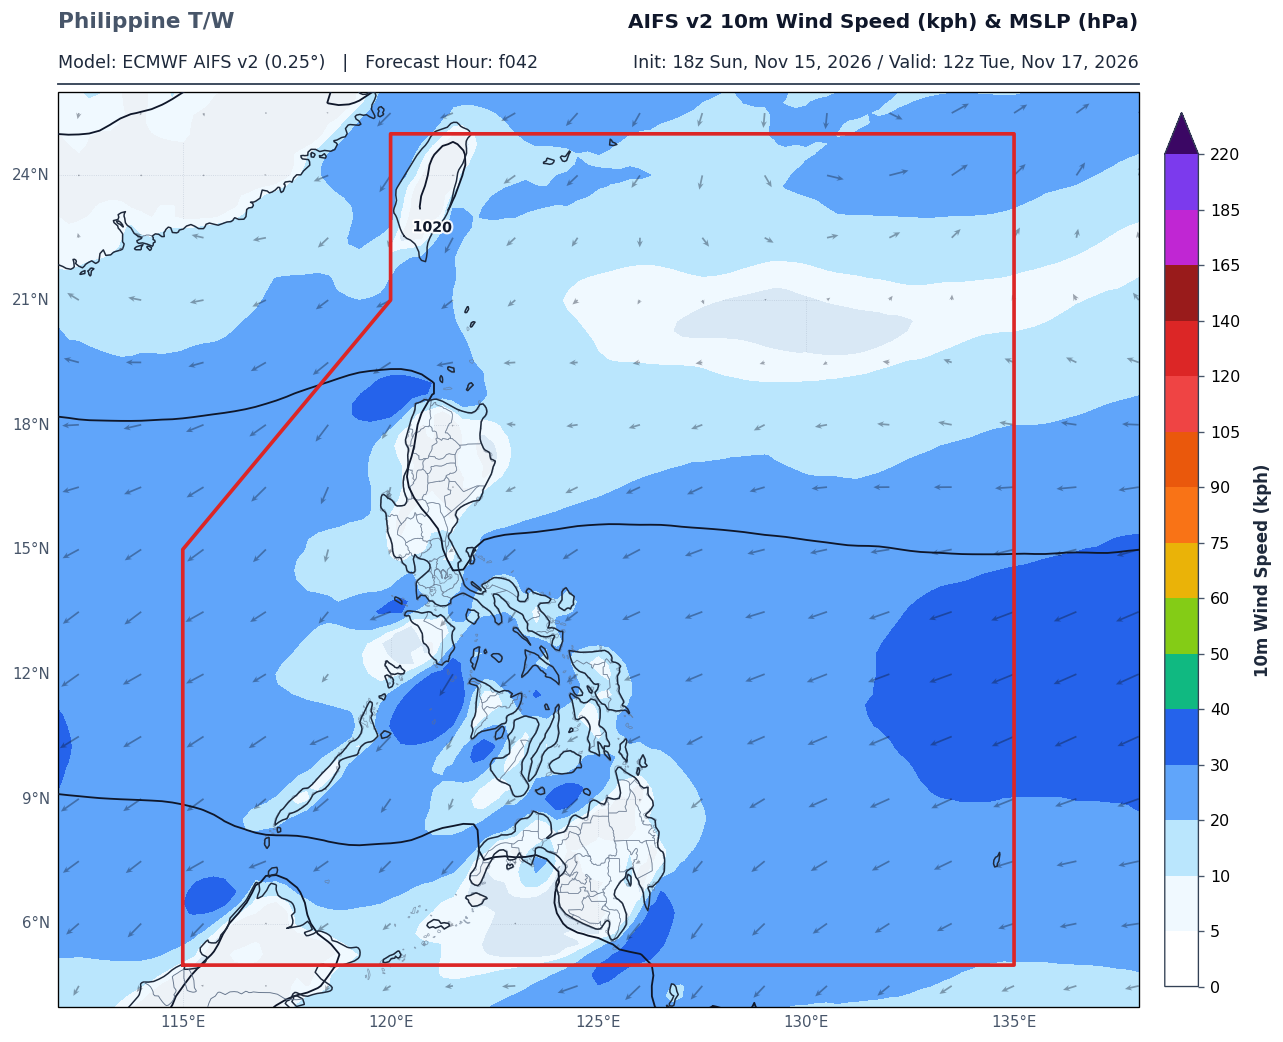 Philippine T/W
AIFS v2 10m Wind Speed (kph) & MSLP (hPa)
Model: ECMWF AIFS v2 (0.25°) | Forecast Hour: f042
Init: 18z Sun, Nov 15, 2026 / Valid: 12z Tue, Nov 17, 2026
24°N
21°N
18°N
15°N
12°N
9°N
6°N
115°E
120°E
125°E
130°E
135°E
1020
220
185
165
140
120
105
90
75
60
50
40
30
20
10
5
0
10m Wind Speed (kph)